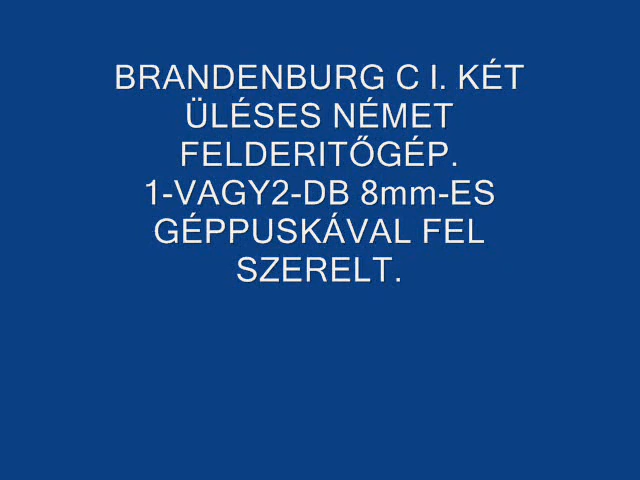 BRANDENBURG C I. KÉT
ÜLÉSES NÉMET
FELDERITŐGÉP.
1-VAGY2-DB 8mm-ES
GÉPPUSKÁVAL FEL
SZERELT.